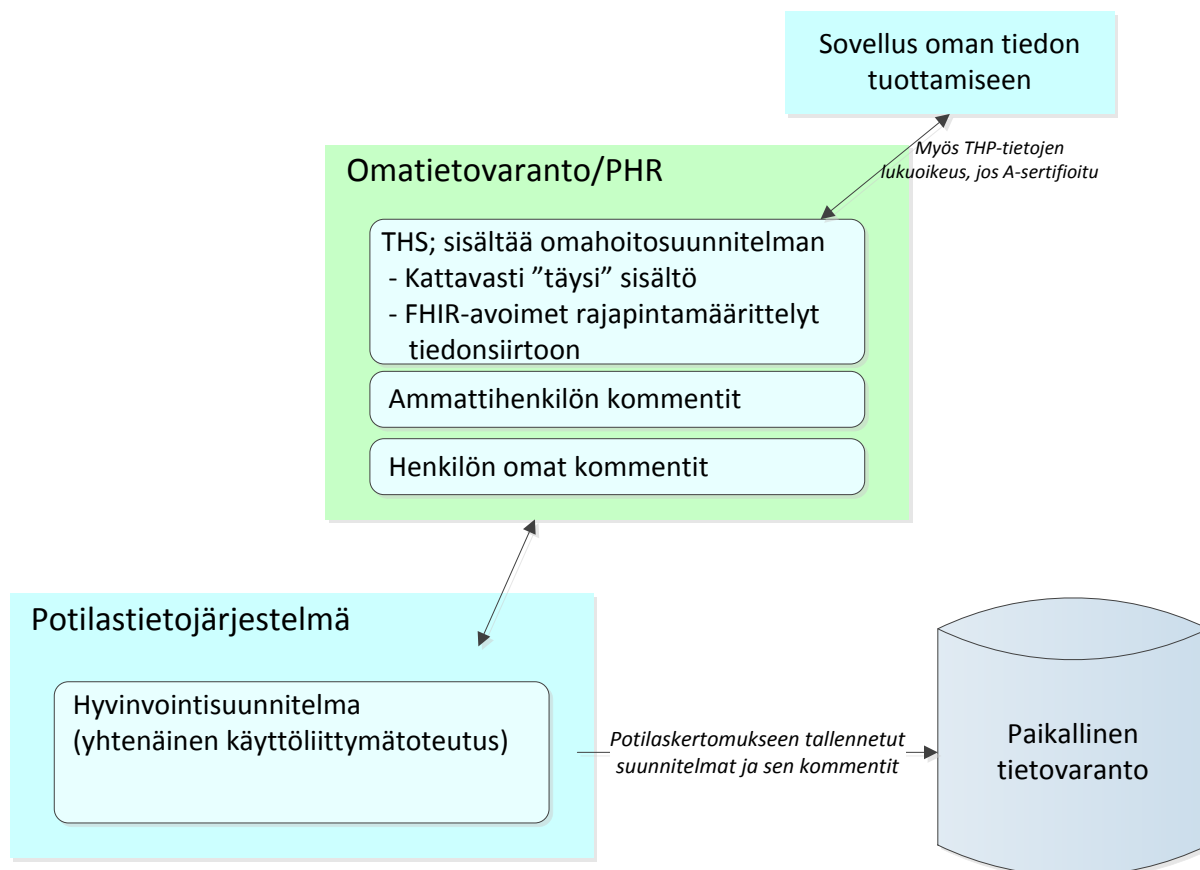 Sovellus oman tiedon
tuottamiseen
Myös THP-tietojen
lukuoikeus, jos A-sertifioitu
Omatietovaranto/PHR
THS; sisältää omahoitosuunnitelman
- Kattavasti ”täysi” sisältö
- FHIR-avoimet rajapintamäärittelyt
tiedonsiirtoon
Ammattihenkilön kommentit
Henkilön omat kommentit
Potilastietojärjestelmä
Hyvinvointisuunnitelma
(yhtenäinen käyttöliittymätoteutus)
Potilaskertomukseen tallennetut
suunnitelmat ja sen kommentit
Paikallinen
tietovaranto